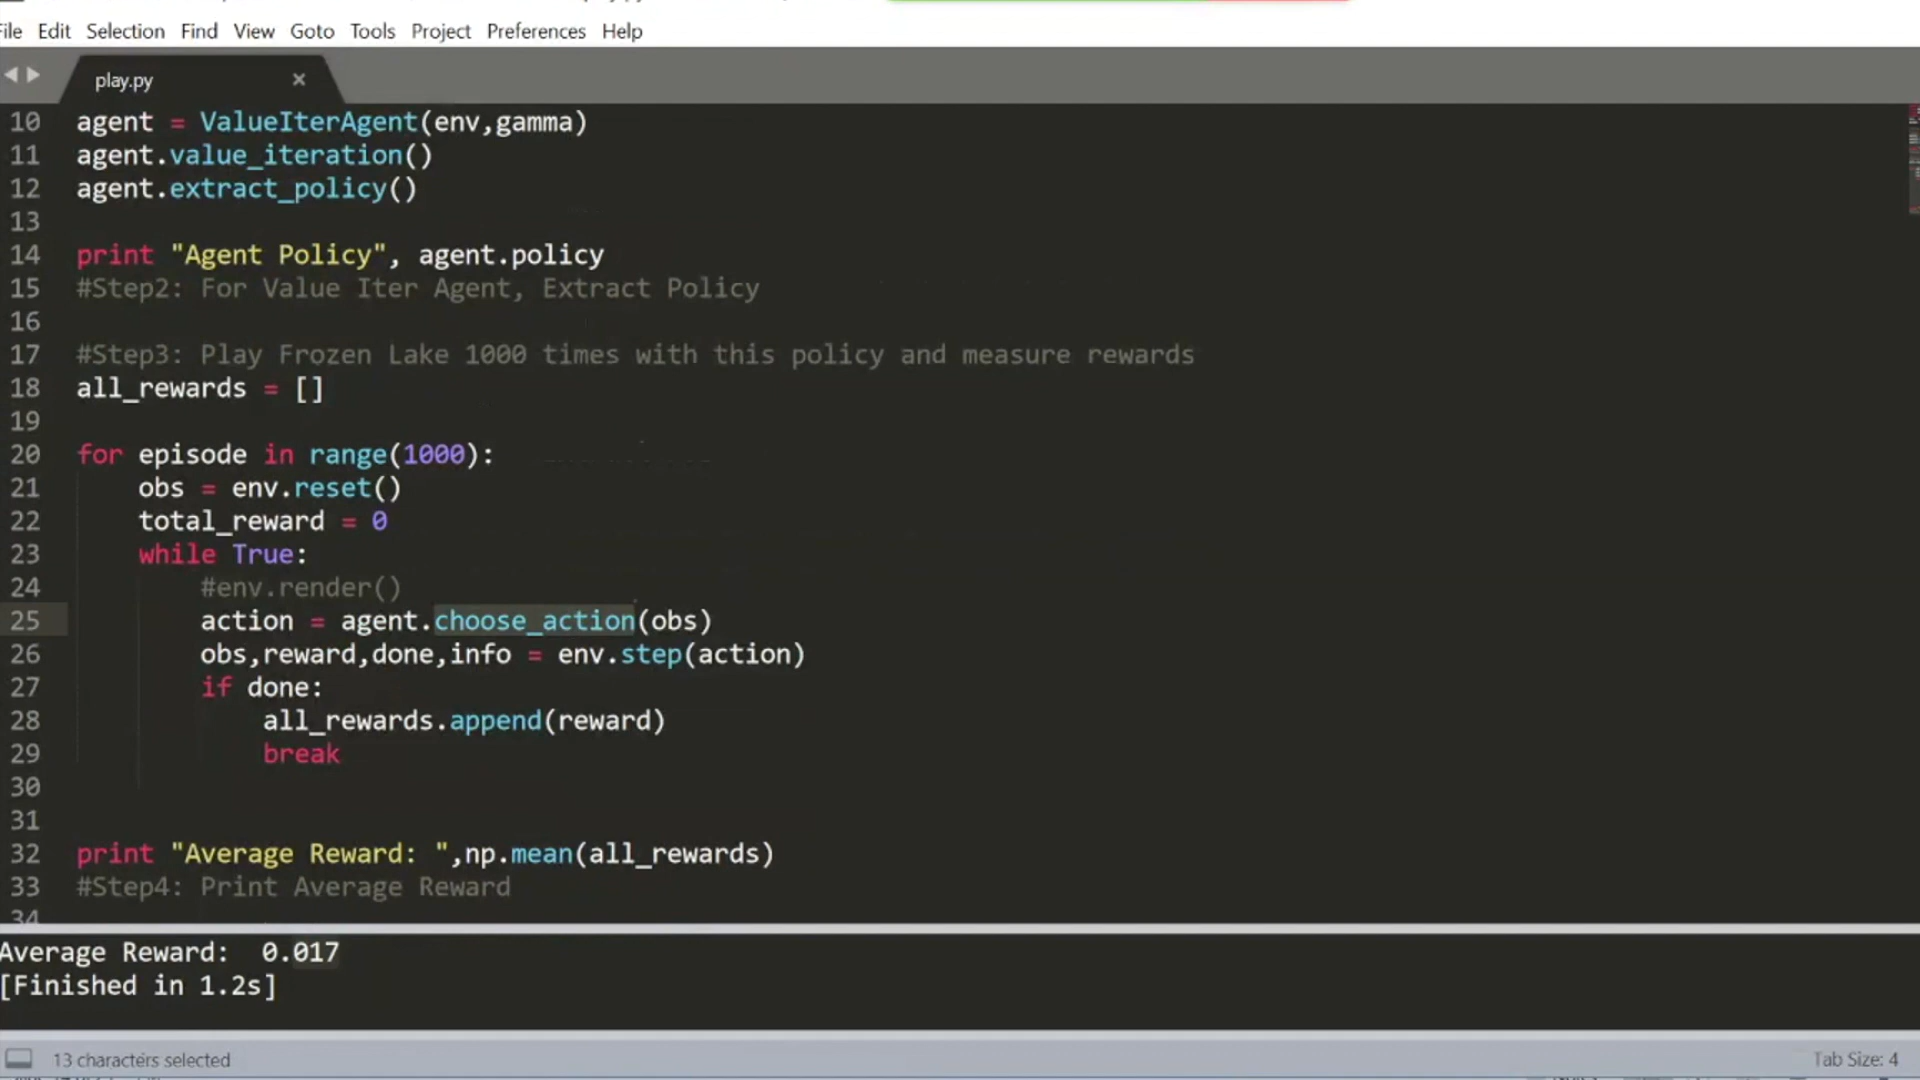 File Edit Selection Find View Goto Tools Project Preferences Help
play.py
10 agent = ValueIterAgent(env,gamma)
11 agent.value_iteration()
12 agent.extract_policy()
13
14 print "Agent Policy", agent.policy
15 #Step2: For Value Iter Agent, Extract Policy
16
17 #Step3: Play Frozen Lake 1000 times with this policy and measure rewards
18 all_rewards = []
19
20 for episode in range(1000):
21 obs = env.reset()
22 total_reward = 0
23 while True:
24 #env.render()
25 action = agent.choose_action(obs)
26 obs,reward,done,info = env.step(action)
27 if done:
28 all_rewards.append(reward)
29 break
30
31
32 print "Average Reward: ",np.mean(all_rewards)
33 #Step4: Print Average Reward
34
Average Reward: 0.017
[Finished in 1.2s]
13 characters selected
Tab Size: 4